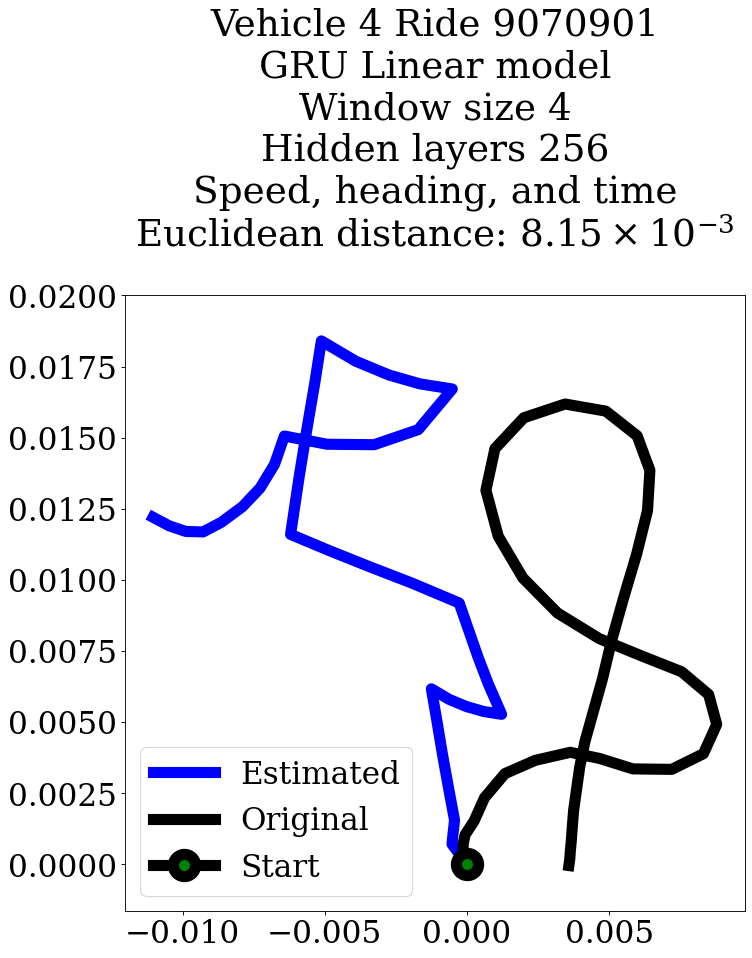 Vehicle 4 Ride 9070901
GRU Linear model
Window size 4
Hidden layers 256
Speed, heading, and time
Euclidean distance: 8.15 × 10⁻³
0.0200
0.0175
0.0150
0.0125
0.0100
0.0075
0.0050
0.0025
0.0000
Estimated
Original
Start
−0.010 −0.005 0.000 0.005